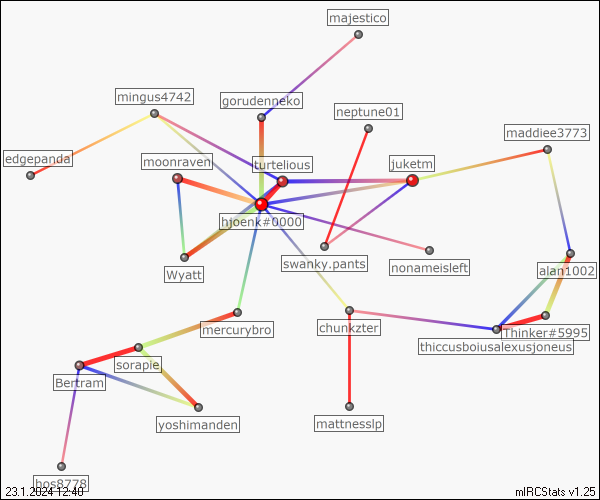 majestico
mingus4742
gorudenneko
neptune01
maddiee3773
edgepanda
moonraven
turtelious
juketm
hjoenk#0000
Wyatt
swanky.pants
nonameisleft
alan1002
mercurybro
chunkzter
Thinker#5995
thiccusboiusalexusjoneus
sorapie
Bertram
yoshimanden
mattnesslp
bos8778
23.1.2024 12:40
mIRCStats v1.25